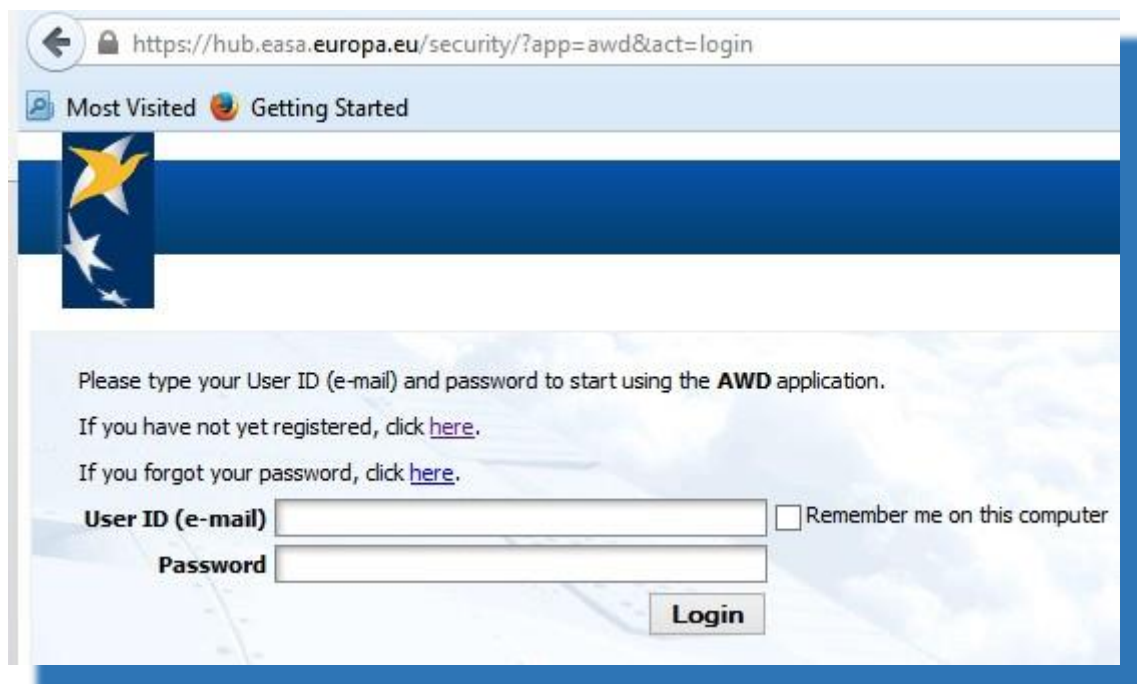 https://hub.easa.europa.eu/security/?app=awd&act=login
Most Visited Getting Started
Please type your User ID (e-mail) and password to start using the AWD application.
If you have not yet registered, click here.
If you forgot your password, click here.
User ID (e-mail) Remember me on this computer
Password
Login